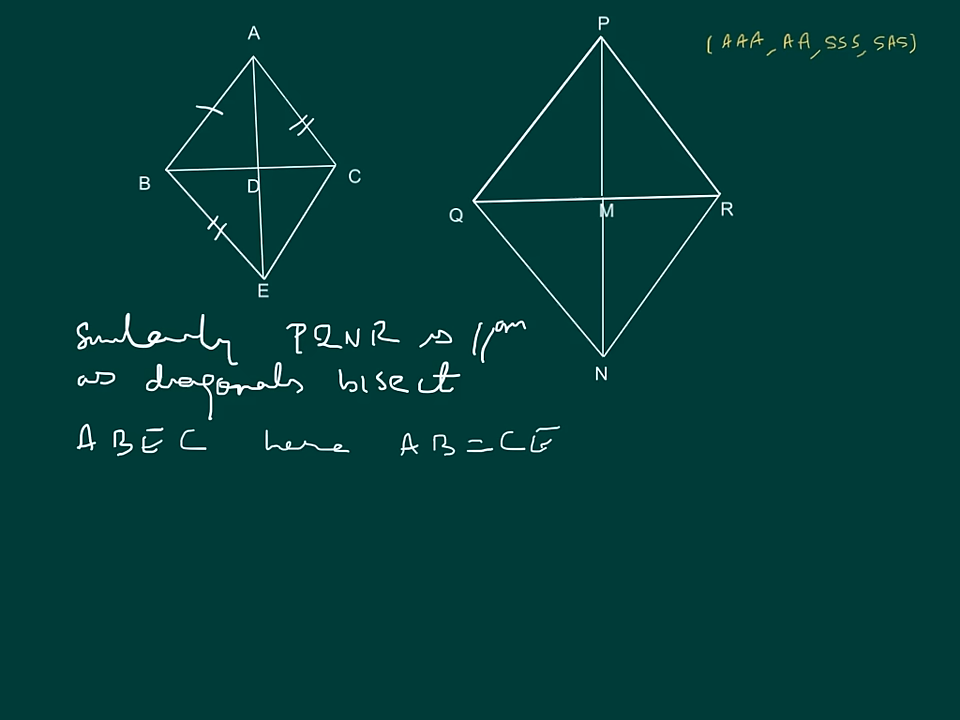 A
P
(AAA, AA, SSS, SAS)
B
D
C
Q
M
R
E
Similarly PQNR is ||gm
N
as diagonals bisect
ABEC here AB=CE